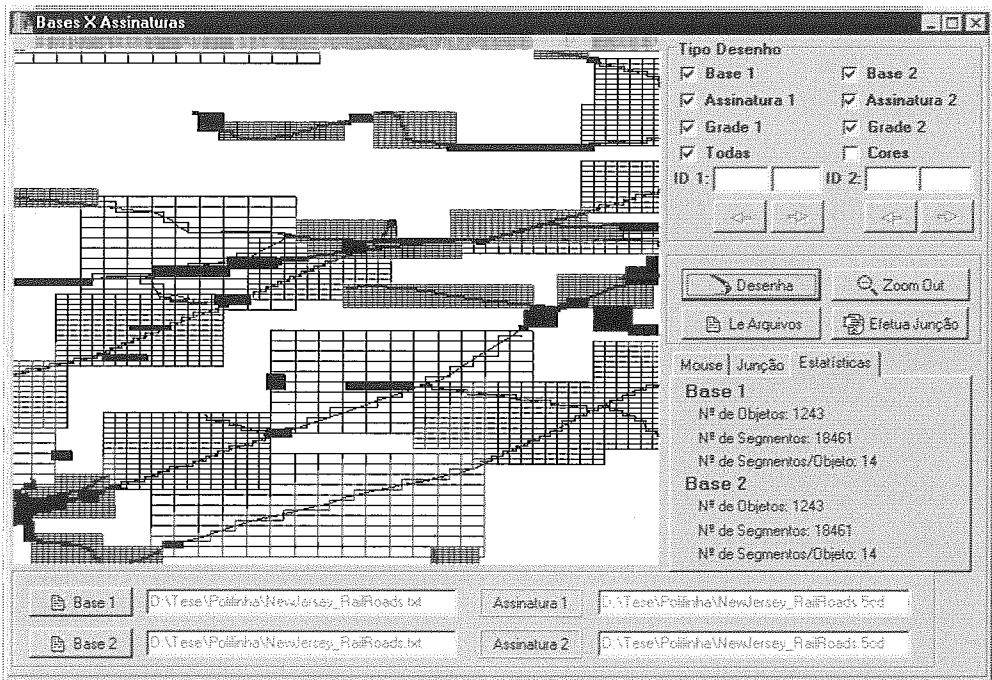 Bases X Assinaturas
Tipo Desenho
Base 1 Base 2
Assinatura 1 Assinatura 2
Grade 1 Grade 2
Todas Cores
ID 1: ID 2:
Desenha Zoom Out
Le Arquivos Efetua Junção
Mouse Junção Estatísticas
Base 1
Nº de Objetos: 1243
Nº de Segmentos: 18461
Nº de Segmentos/Objeto: 14
Base 2
Nº de Objetos: 1243
Nº de Segmentos: 18461
Nº de Segmentos/Objeto: 14
Base 1 D:\Tese\Polilinha\NewJersey_RailRoads.txt Assinatura 1 D:\Tese\Polilinha\NewJersey_RailRoads.5cd
Base 2 D:\Tese\Polilinha\NewJersey_RailRoads.txt Assinatura 2 D:\Tese\Polilinha\NewJersey_RailRoads.5cd